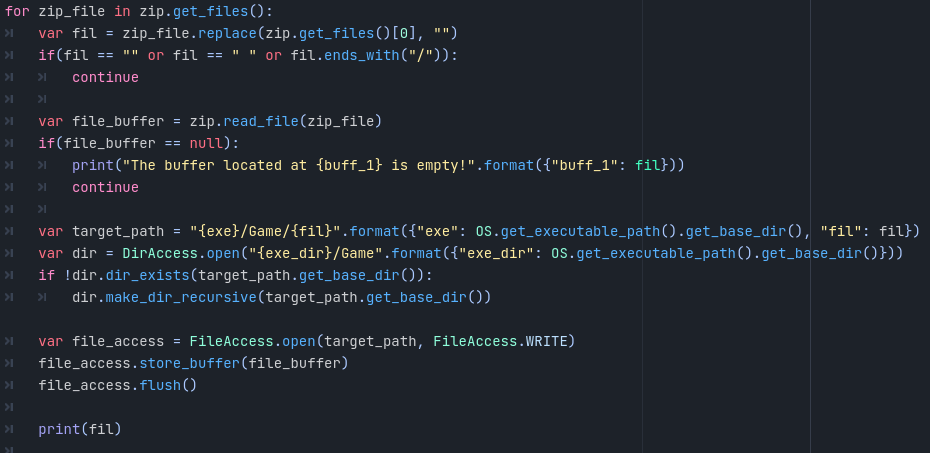 for zip_file in zip.get_files():
var fil = zip_file.replace(zip.get_files()[0], "")
if(fil == "" or fil == " " or fil.ends_with("/")):
continue
var file_buffer = zip.read_file(zip_file)
if(file_buffer == null):
print("The buffer located at {buff_1} is empty!".format({"buff_1": fil}))
continue
var target_path = "{exe}/Game/{fil}".format({"exe": OS.get_executable_path().get_base_dir(), "fil": fil})
var dir = DirAccess.open("{exe_dir}/Game".format({"exe_dir": OS.get_executable_path().get_base_dir()}))
if !dir.dir_exists(target_path.get_base_dir()):
dir.make_dir_recursive(target_path.get_base_dir())
var file_access = FileAccess.open(target_path, FileAccess.WRITE)
file_access.store_buffer(file_buffer)
file_access.flush()
print(fil)